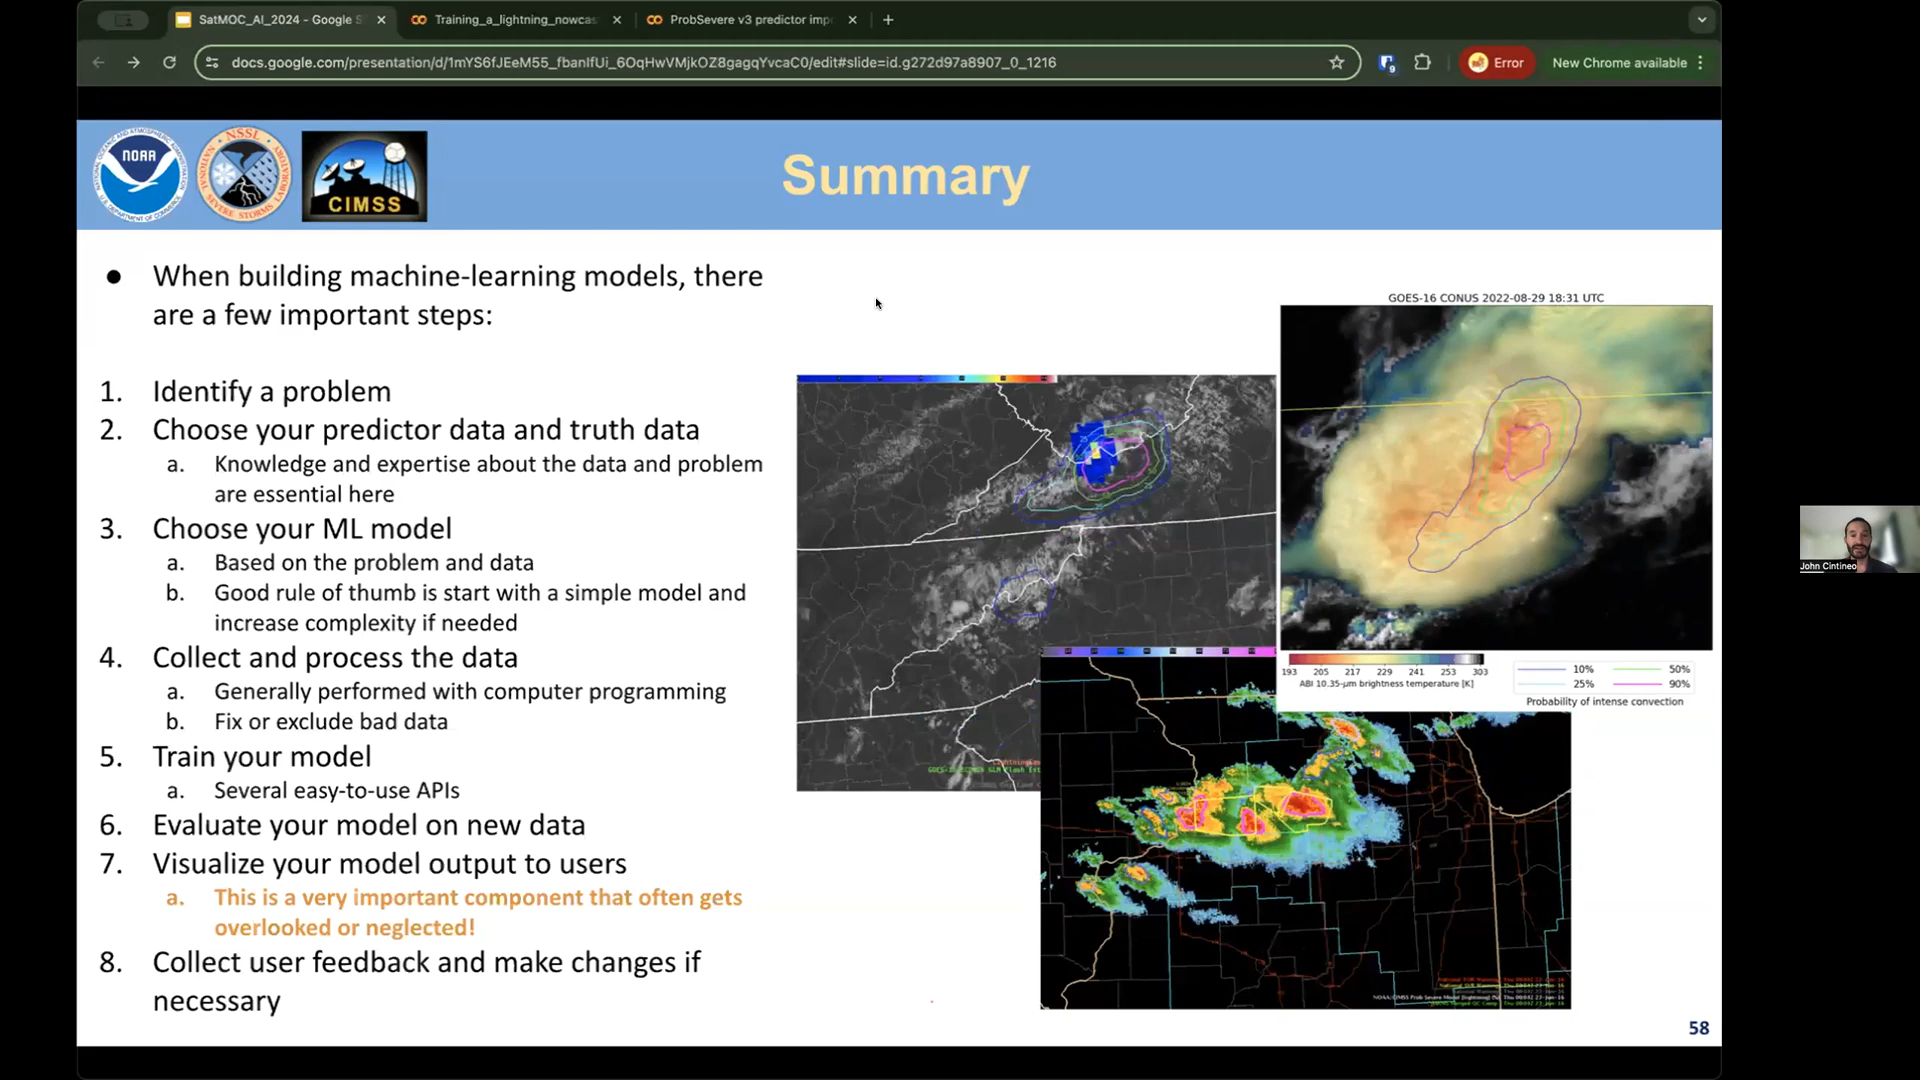 SatMOC_AI_2024 - Google S
Training_a_lightning_nowcas
ProbSevere v3 predictor imp
docs.google.com/presentation/d/1mYS6fJEeM55_fbanIfUi_6OqHwVMjkOZ8gagqYvcaC0/edit#slide=id.g272d97a8907_0_1216
9
Error
New Chrome available
NOAA
NSSL
NATIONAL SEVERE STORMS LABORATORY
CIMSS
Summary
● When building machine-learning models, there
are a few important steps:
1. Identify a problem
2. Choose your predictor data and truth data
a. Knowledge and expertise about the data and problem
are essential here
3. Choose your ML model
a. Based on the problem and data
b. Good rule of thumb is start with a simple model and
increase complexity if needed
4. Collect and process the data
a. Generally performed with computer programming
b. Fix or exclude bad data
5. Train your model
a. Several easy-to-use APIs
6. Evaluate your model on new data
7. Visualize your model output to users
a. This is a very important component that often gets
overlooked or neglected!
8. Collect user feedback and make changes if
necessary
GOES-16 CONUS 2022-08-29 18:31 UTC
193 205 217 229 241 253 303
ABI 10.35-μm brightness temperature [K]
10% 50%
25% 90%
Probability of intense convection
John Cintineo
58